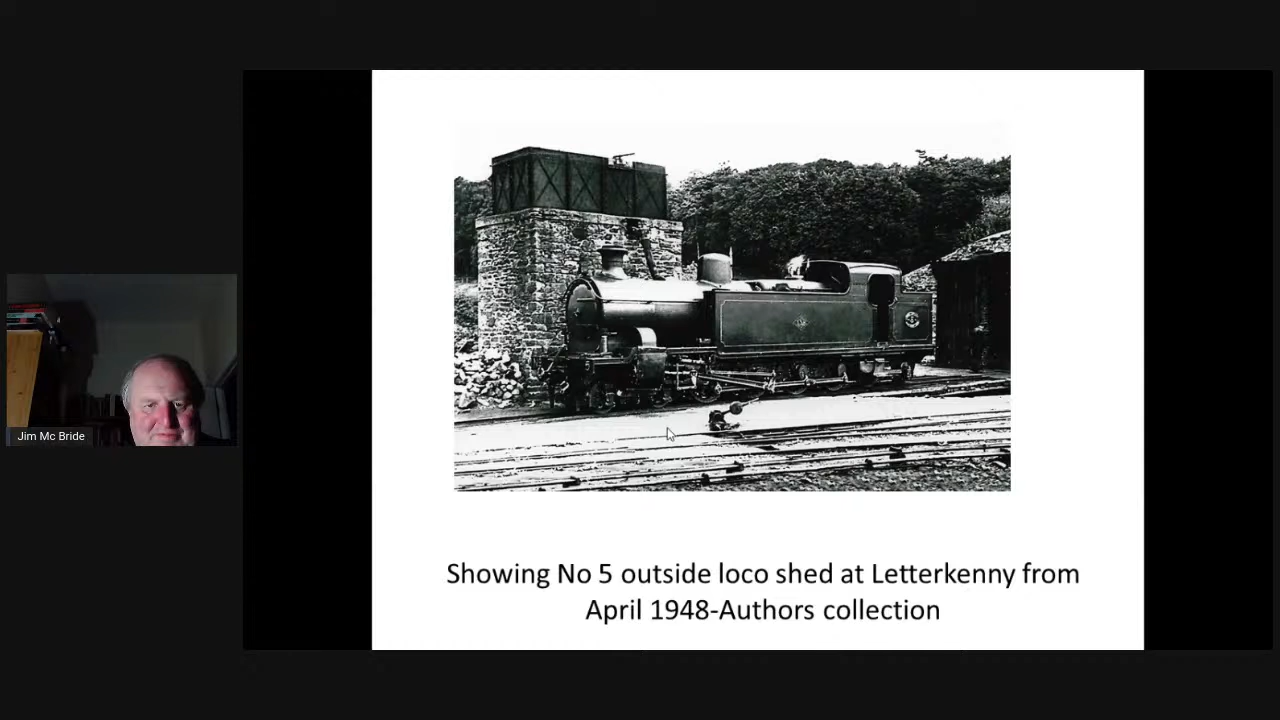 Jim Mc Bride
Showing No 5 outside loco shed at Letterkenny from
April 1948-Authors collection